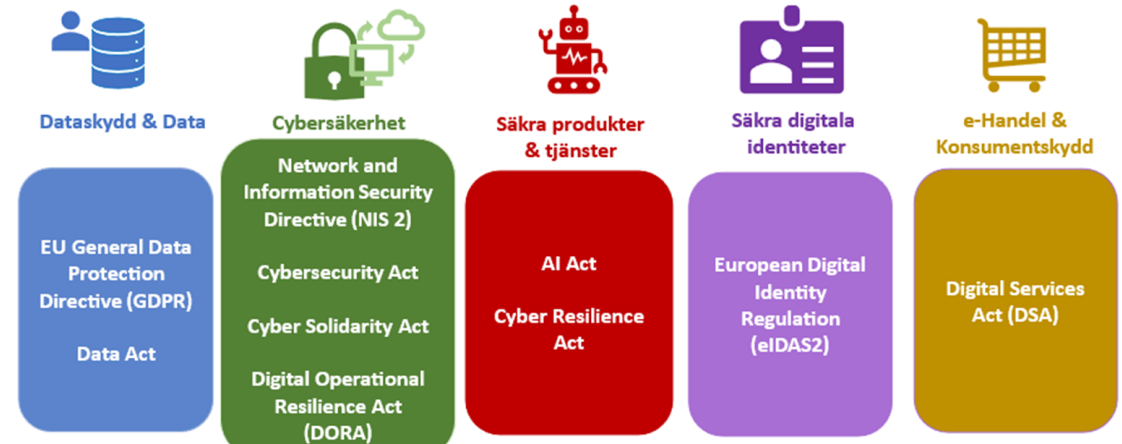 Dataskydd & Data
EU General Data
Protection
Directive (GDPR)
Data Act
Cybersäkerhet
Network and
Information Security
Directive (NIS 2)
Cybersecurity Act
Cyber Solidarity Act
Digital Operational
Resilience Act
(DORA)
Säkra produkter
& tjänster
AI Act
Cyber Resilience
Act
Säkra digitala
identiteter
European Digital
Identity
Regulation
(eIDAS2)
e-Handel &
Konsumentskydd
Digital Services
Act (DSA)